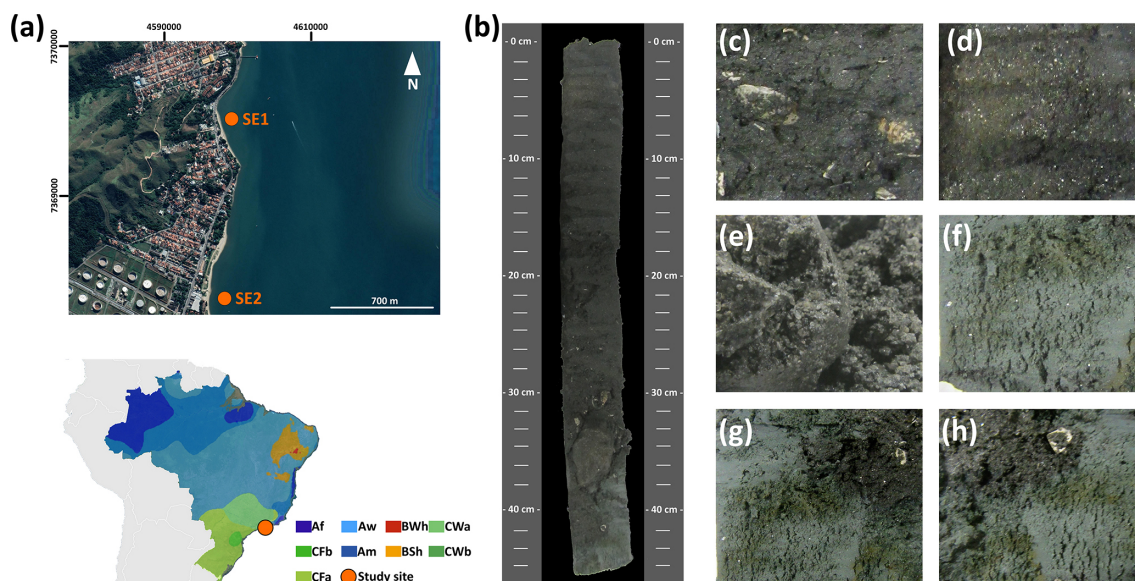 (a)
4590000
4610000
7370000
N
SE1
7369000
SE2
700 m
Af
Aw
BWh
CWa
CFb
Am
BSh
CWb
CFa
Study site
(b)
- 0 cm -
- 0 cm -
- 10 cm -
- 10 cm -
- 20 cm -
- 20 cm -
- 30 cm -
- 30 cm -
- 40 cm -
- 40 cm -
(c)
(d)
(e)
(f)
(g)
(h)